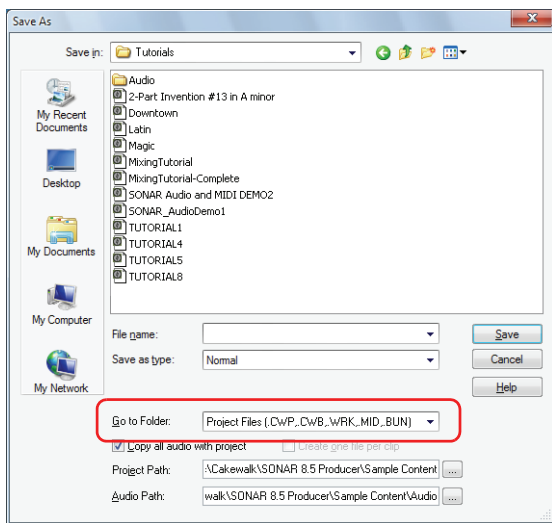 Save As
Save in: Tutorials
My Recent Documents
Desktop
My Documents
My Computer
My Network
Audio
2-Part Invention #13 in A minor
Downtown
Latin
Magic
MixingTutorial
MixingTutorial-Complete
SONAR Audio and MIDI DEMO2
SONAR_AudioDemo1
TUTORIAL1
TUTORIAL4
TUTORIAL5
TUTORIAL8
File name:
Save
Save as type: Normal
Cancel
Help
Go to Folder: Project Files (.CWP,.CWB,.WRK,.MID,.BUN)
Copy all audio with project Create one file per clip
Project Path: :\Cakewalk\SONAR 8.5 Producer\Sample Content ...
Audio Path: walk\SONAR 8.5 Producer\Sample Content\Audio ...